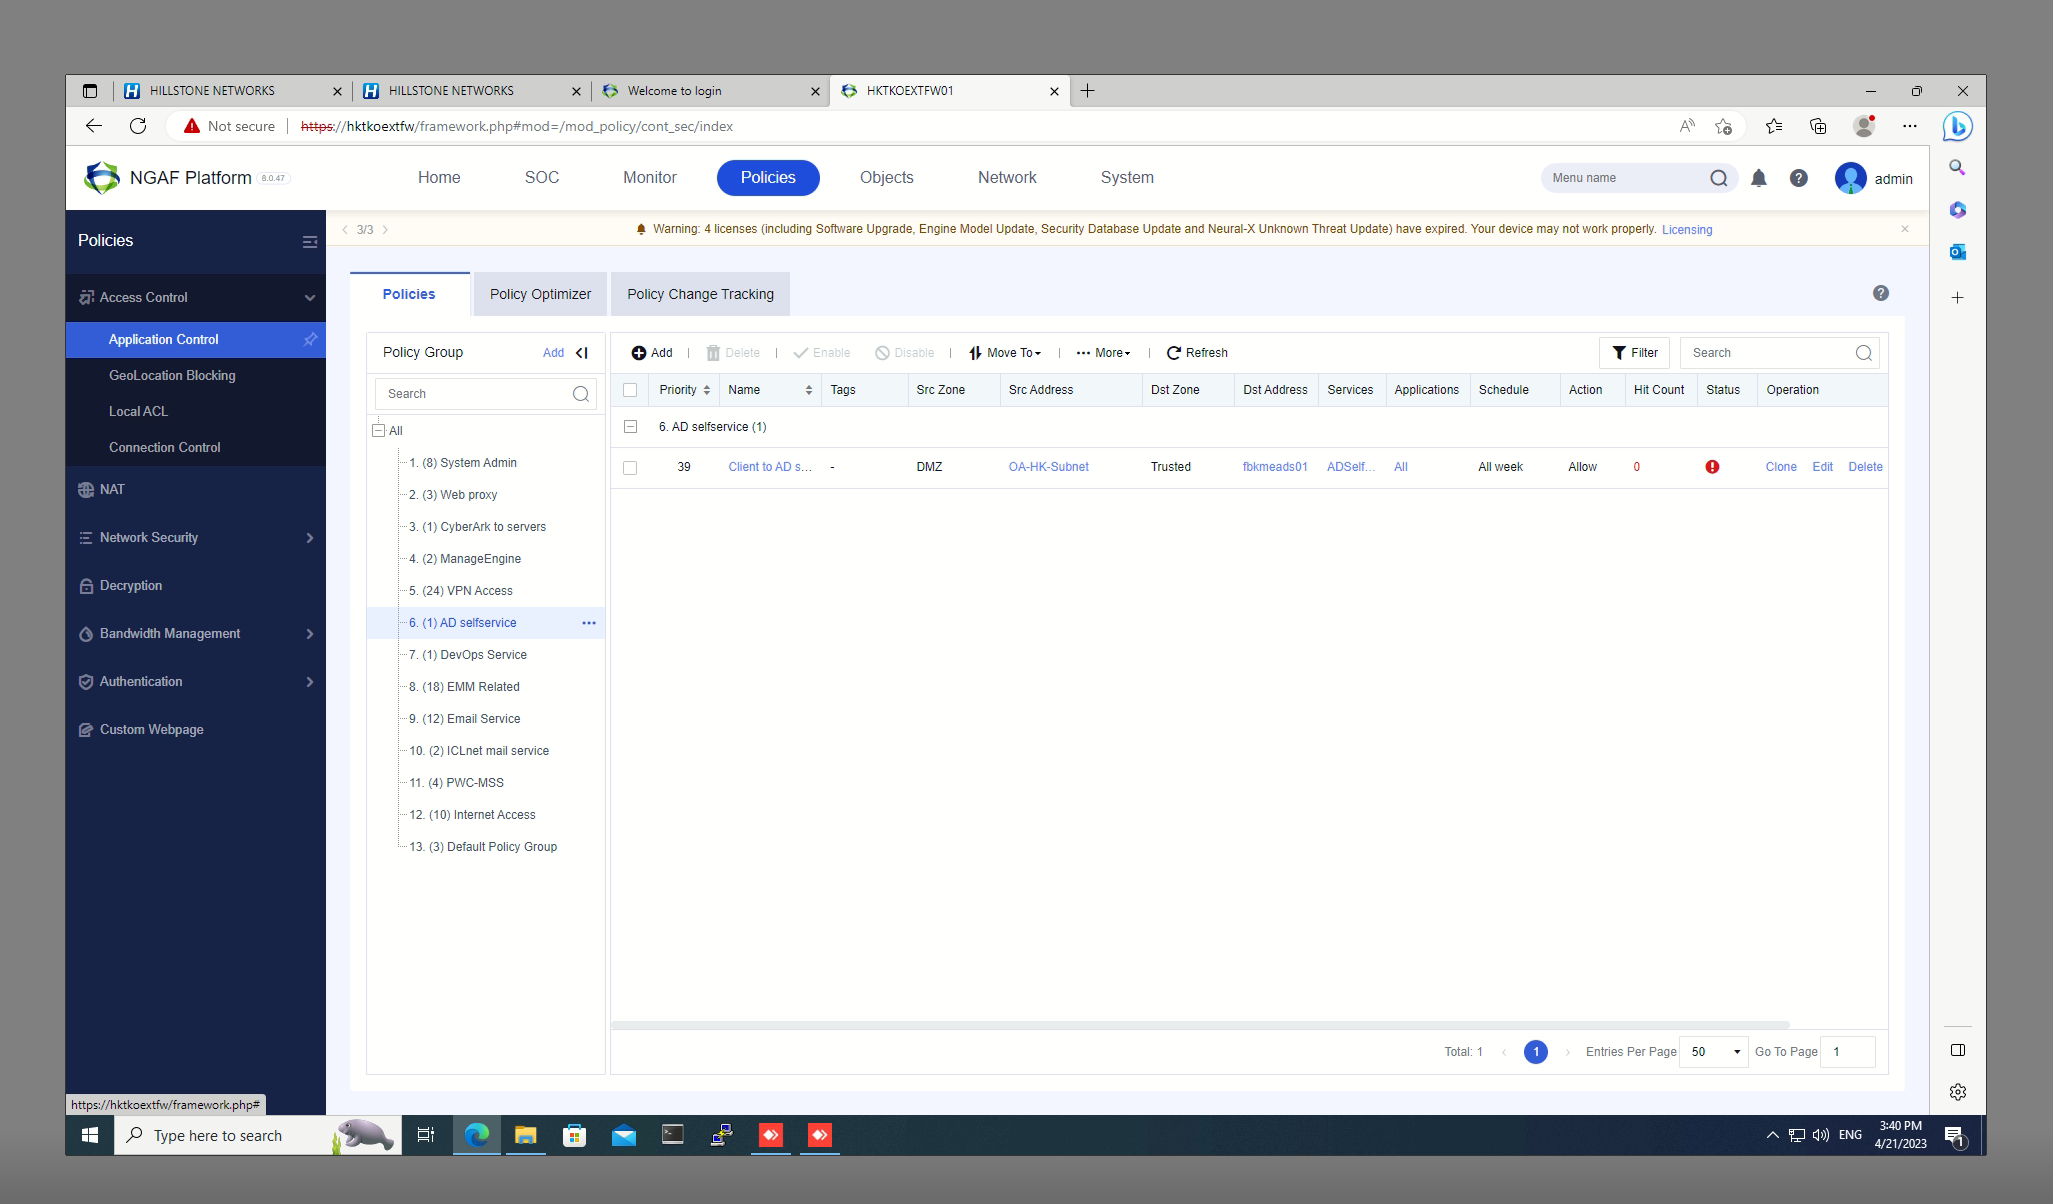 HILLSTONE NETWORKS
HILLSTONE NETWORKS
Welcome to login
HKTKOEXTFW01
Not secure
https://hktkoextfw/framework.php#mod=/mod_policy/cont_sec/index
NGAF Platform 8.0.47
Home
SOC
Monitor
Policies
Objects
Network
System
Menu name
admin
Policies
3/3
Warning: 4 licenses (including Software Upgrade, Engine Model Update, Security Database Update and Neural-X Unknown Threat Update) have expired. Your device may not work properly. Licensing
Access Control
Application Control
GeoLocation Blocking
Local ACL
Connection Control
NAT
Network Security
Decryption
Bandwidth Management
Authentication
Custom Webpage
Policies
Policy Optimizer
Policy Change Tracking
Policy Group
Add
Search
All
1. (8) System Admin
2. (3) Web proxy
3. (1) CyberArk to servers
4. (2) ManageEngine
5. (24) VPN Access
6. (1) AD selfservice
7. (1) DevOps Service
8. (18) EMM Related
9. (12) Email Service
10. (2) ICLnet mail service
11. (4) PWC-MSS
12. (10) Internet Access
13. (3) Default Policy Group
Add
Delete
Enable
Disable
Move To
More
Refresh
Filter
Search
Priority Name Tags Src Zone Src Address Dst Zone Dst Address Services Applications Schedule Action Hit Count Status Operation
6. AD selfservice (1)
39 Client to AD s... - DMZ OA-HK-Subnet Trusted fbkmeads01 ADSelf... All All week Allow 0 Clone Edit Delete
Total: 1
1
Entries Per Page 50
Go To Page 1
https://hktkoextfw/framework.php#
Type here to search
ENG
3:40 PM
4/21/2023
1